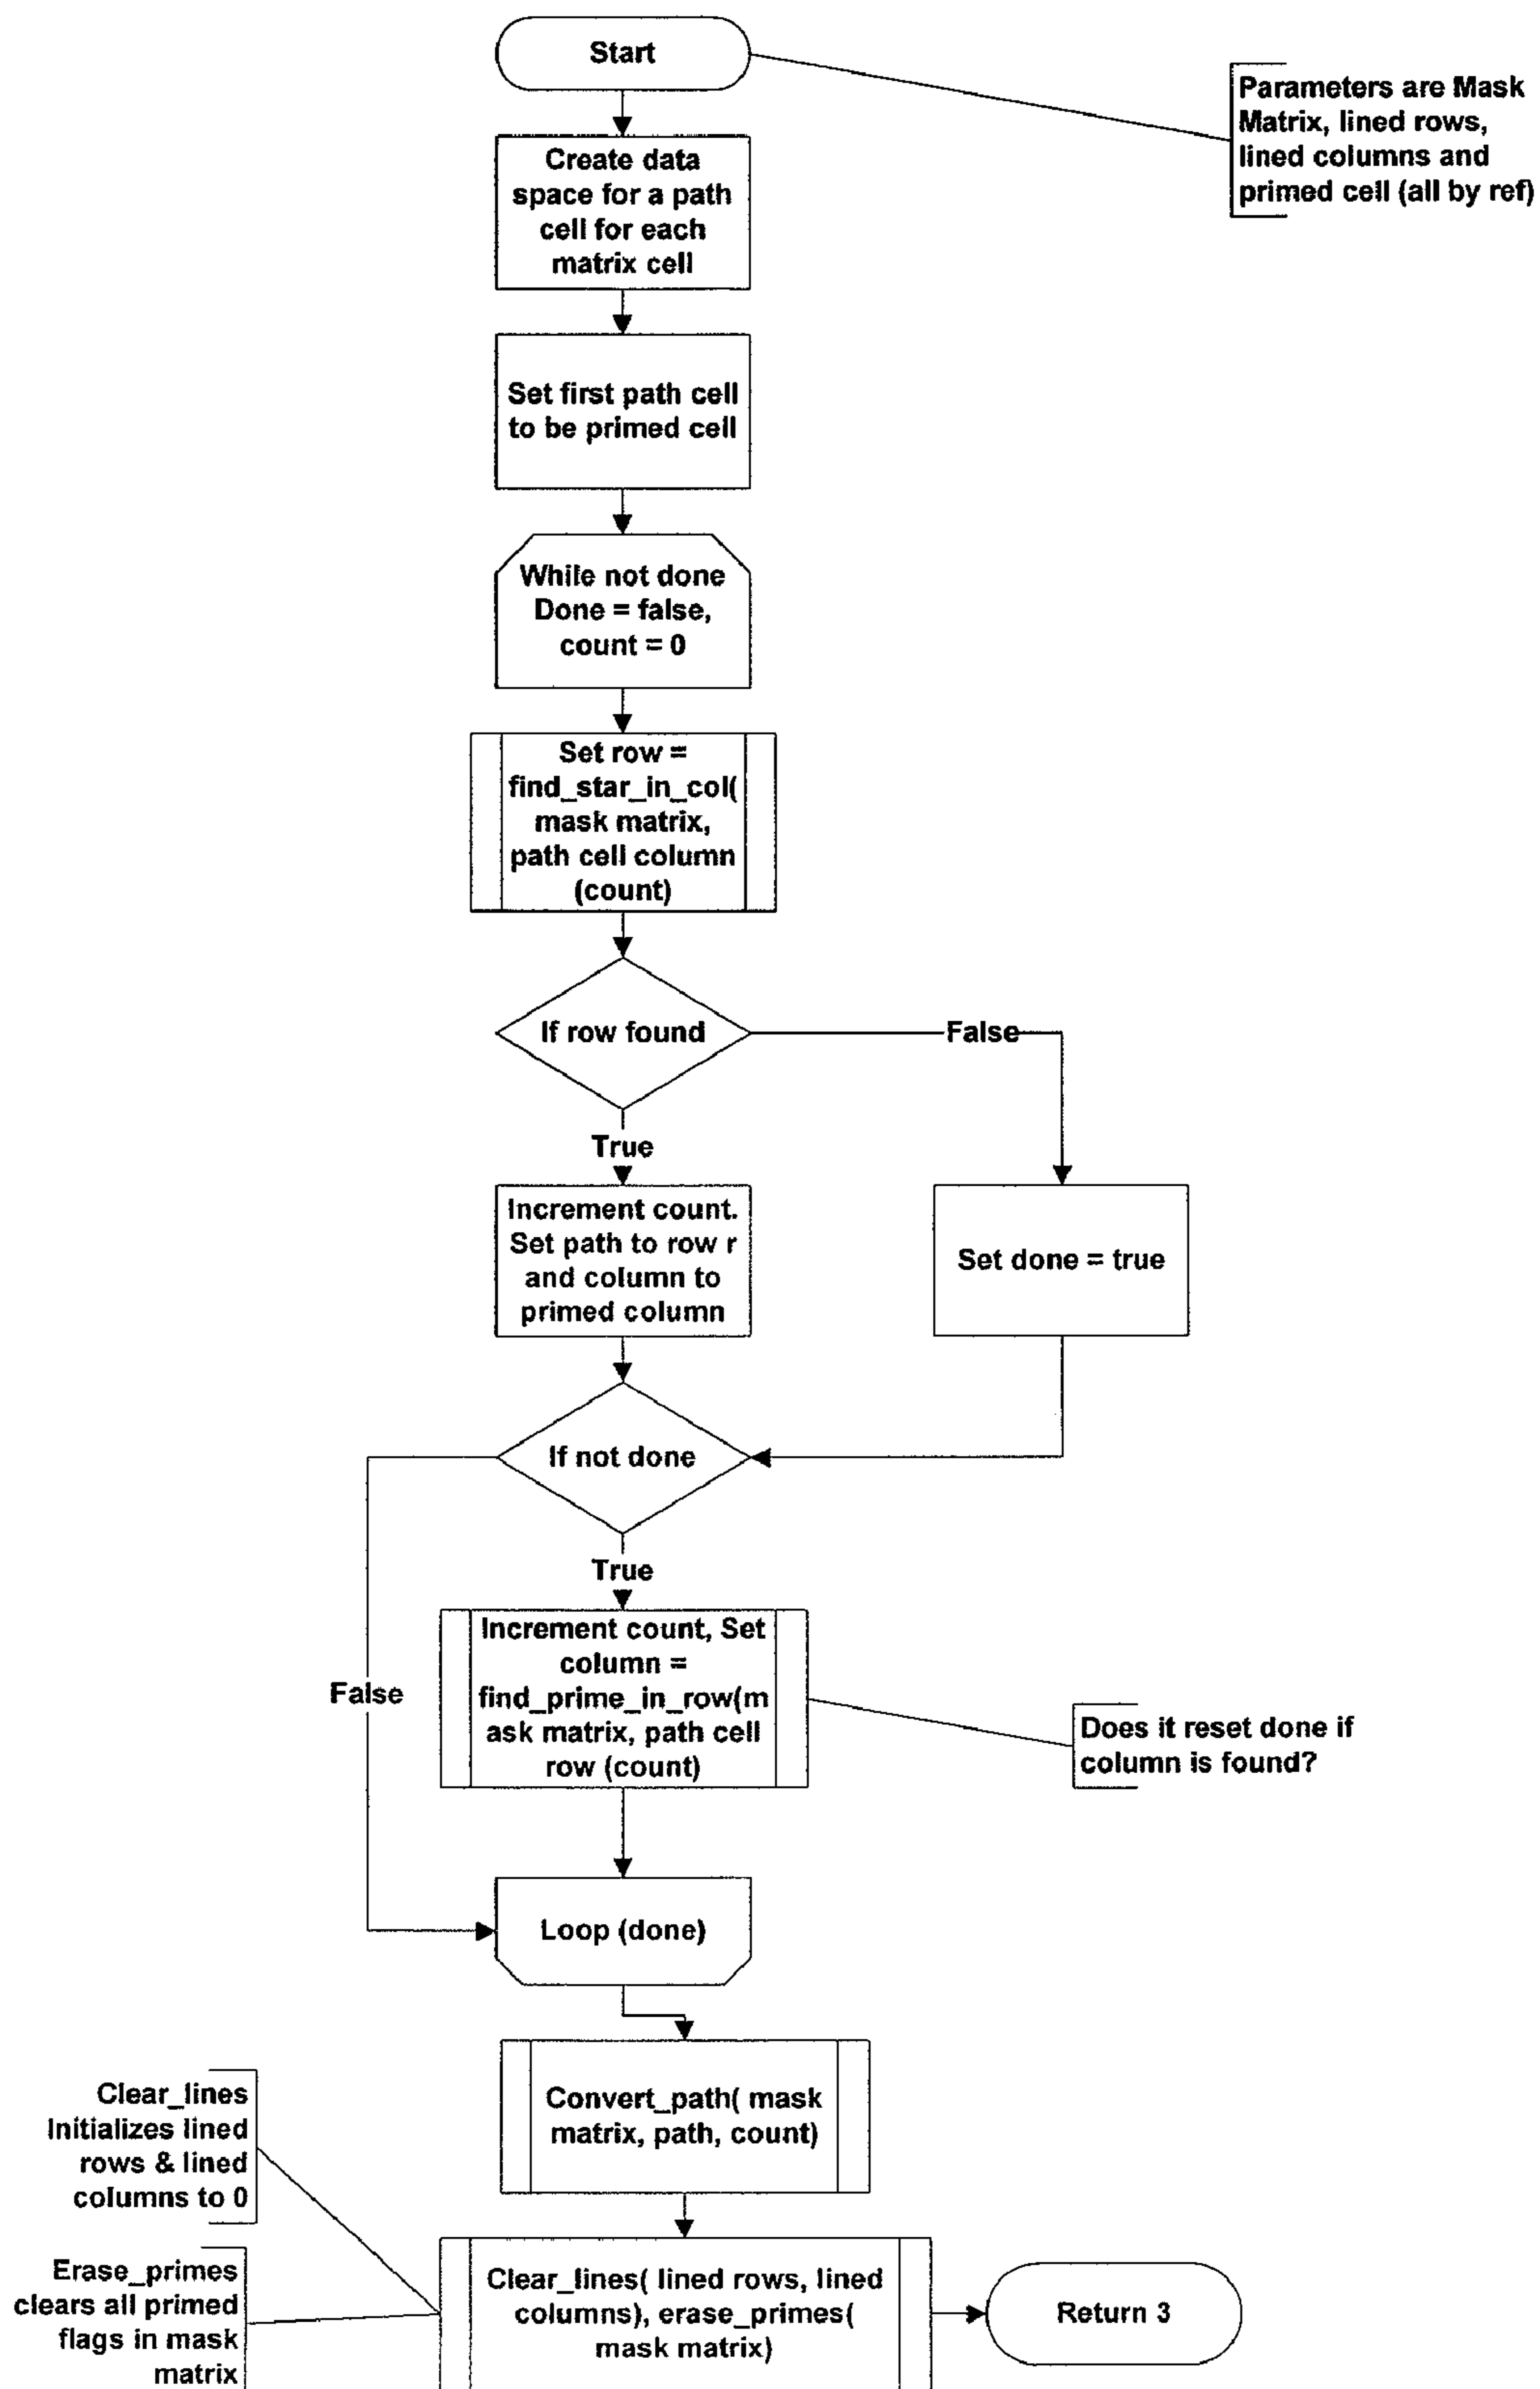 Start
Parameters are Mask
Matrix, lined rows,
lined columns and
primed cell (all by ref)
Create data
space for a path
cell for each
matrix cell
Set first path cell
to be primed cell
While not done
Done = false,
count = 0
Set row =
find_star_in_col(
mask matrix,
path cell column
(count)
If row found
False
True
Increment count.
Set path to row r
and column to
primed column
Set done = true
If not done
True
False
Increment count, Set
column =
find_prime_in_row(m
ask matrix, path cell
row (count)
Does it reset done if
column is found?
Loop (done)
Convert_path( mask
matrix, path, count)
Clear_lines
Initializes lined
rows & lined
columns to 0
Erase_primes
clears all primed
flags in mask
matrix
Clear_lines( lined rows, lined
columns), erase_primes(
mask matrix)
Return 3